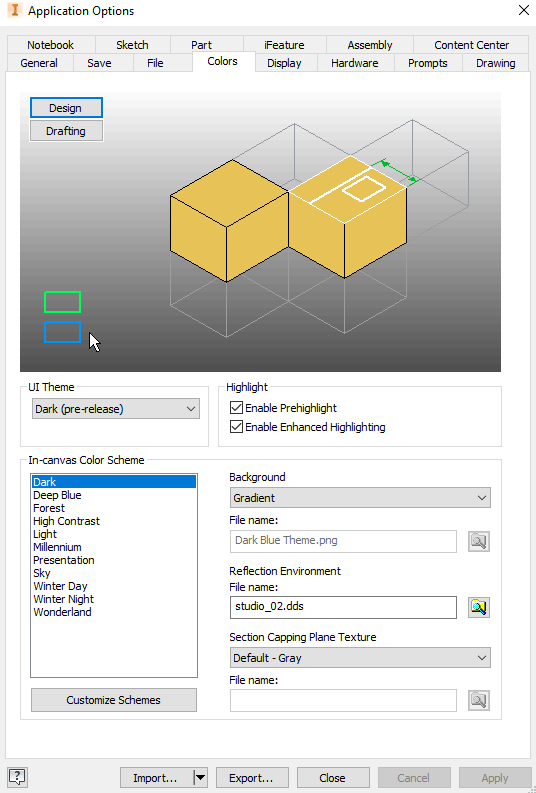 Application Options
Notebook Sketch Part iFeature Assembly Content Center
General Save File Colors Display Hardware Prompts Drawing
Design
Drafting
UI Theme
Dark (pre-release)
Highlight
Enable Prehighlight
Enable Enhanced Highlighting
In-canvas Color Scheme
Dark
Deep Blue
Forest
High Contrast
Light
Millennium
Presentation
Sky
Winter Day
Winter Night
Wonderland
Customize Schemes
Background
Gradient
File name:
Dark Blue Theme.png
Reflection Environment
File name:
studio_02.dds
Section Capping Plane Texture
Default - Gray
File name:
? Import... Export... Close Cancel Apply